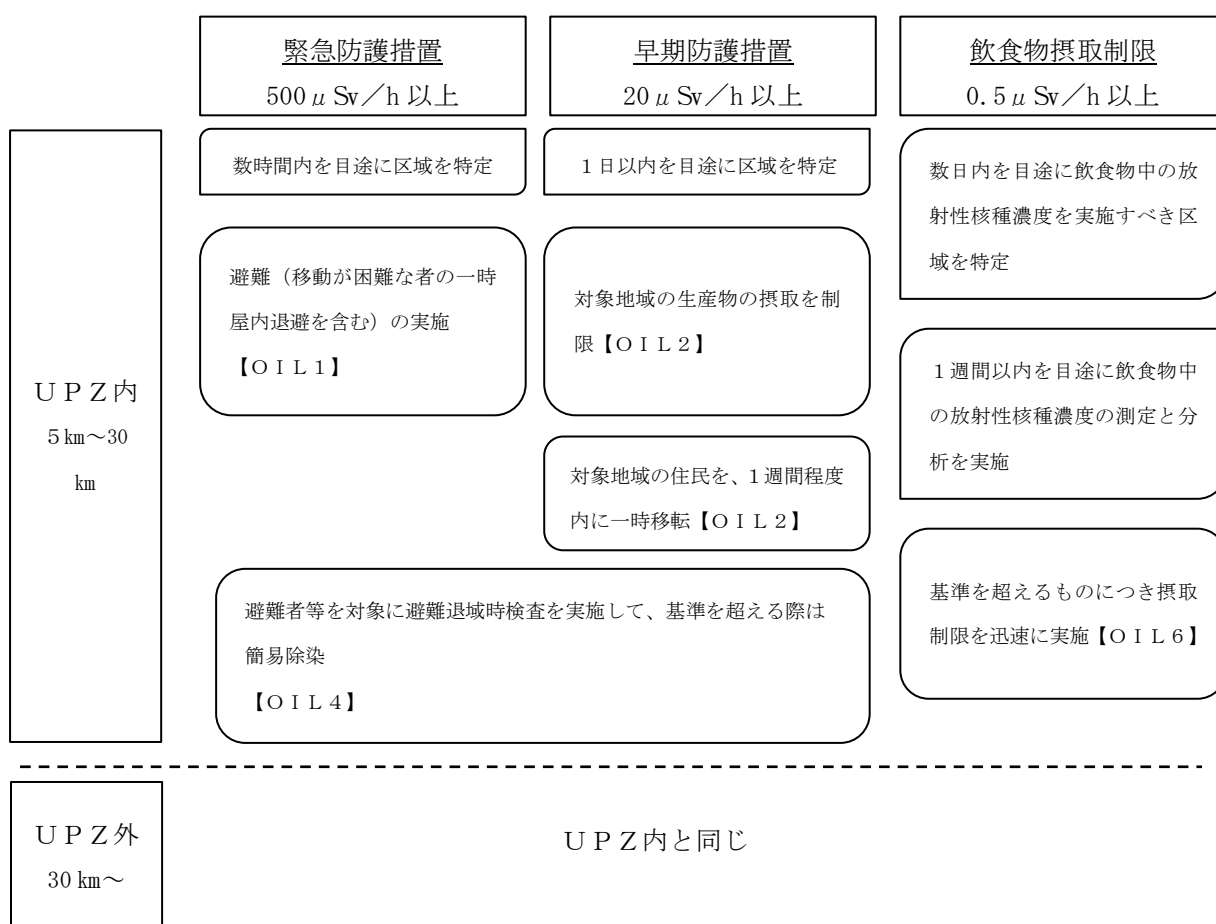 緊急防護措置
500μSv／h 以上
早期防護措置
20μSv／h 以上
飲食物摂取制限
0.5μSv／h 以上
ＵＰＺ内
５㎞～30
㎞
数時間内を目途に区域を特定
避難（移動が困難な者の一時
屋内退避を含む）の実施
【ＯＩＬ１】
１日以内を目途に区域を特定
対象地域の生産物の摂取を制
限【ＯＩＬ２】
対象地域の住民を、１週間程度
内に一時移転【ＯＩＬ２】
避難者等を対象に避難退域時検査を実施して、基準を超える際は
簡易除染
【ＯＩＬ４】
数日内を目途に飲食物中の放
射性核種濃度を実施すべき区
域を特定
１週間以内を目途に飲食物中
の放射性核種濃度の測定と分
析を実施
基準を超えるものにつき摂取
制限を迅速に実施【ＯＩＬ６】
ＵＰＺ外
30 ㎞～
ＵＰＺ内と同じ